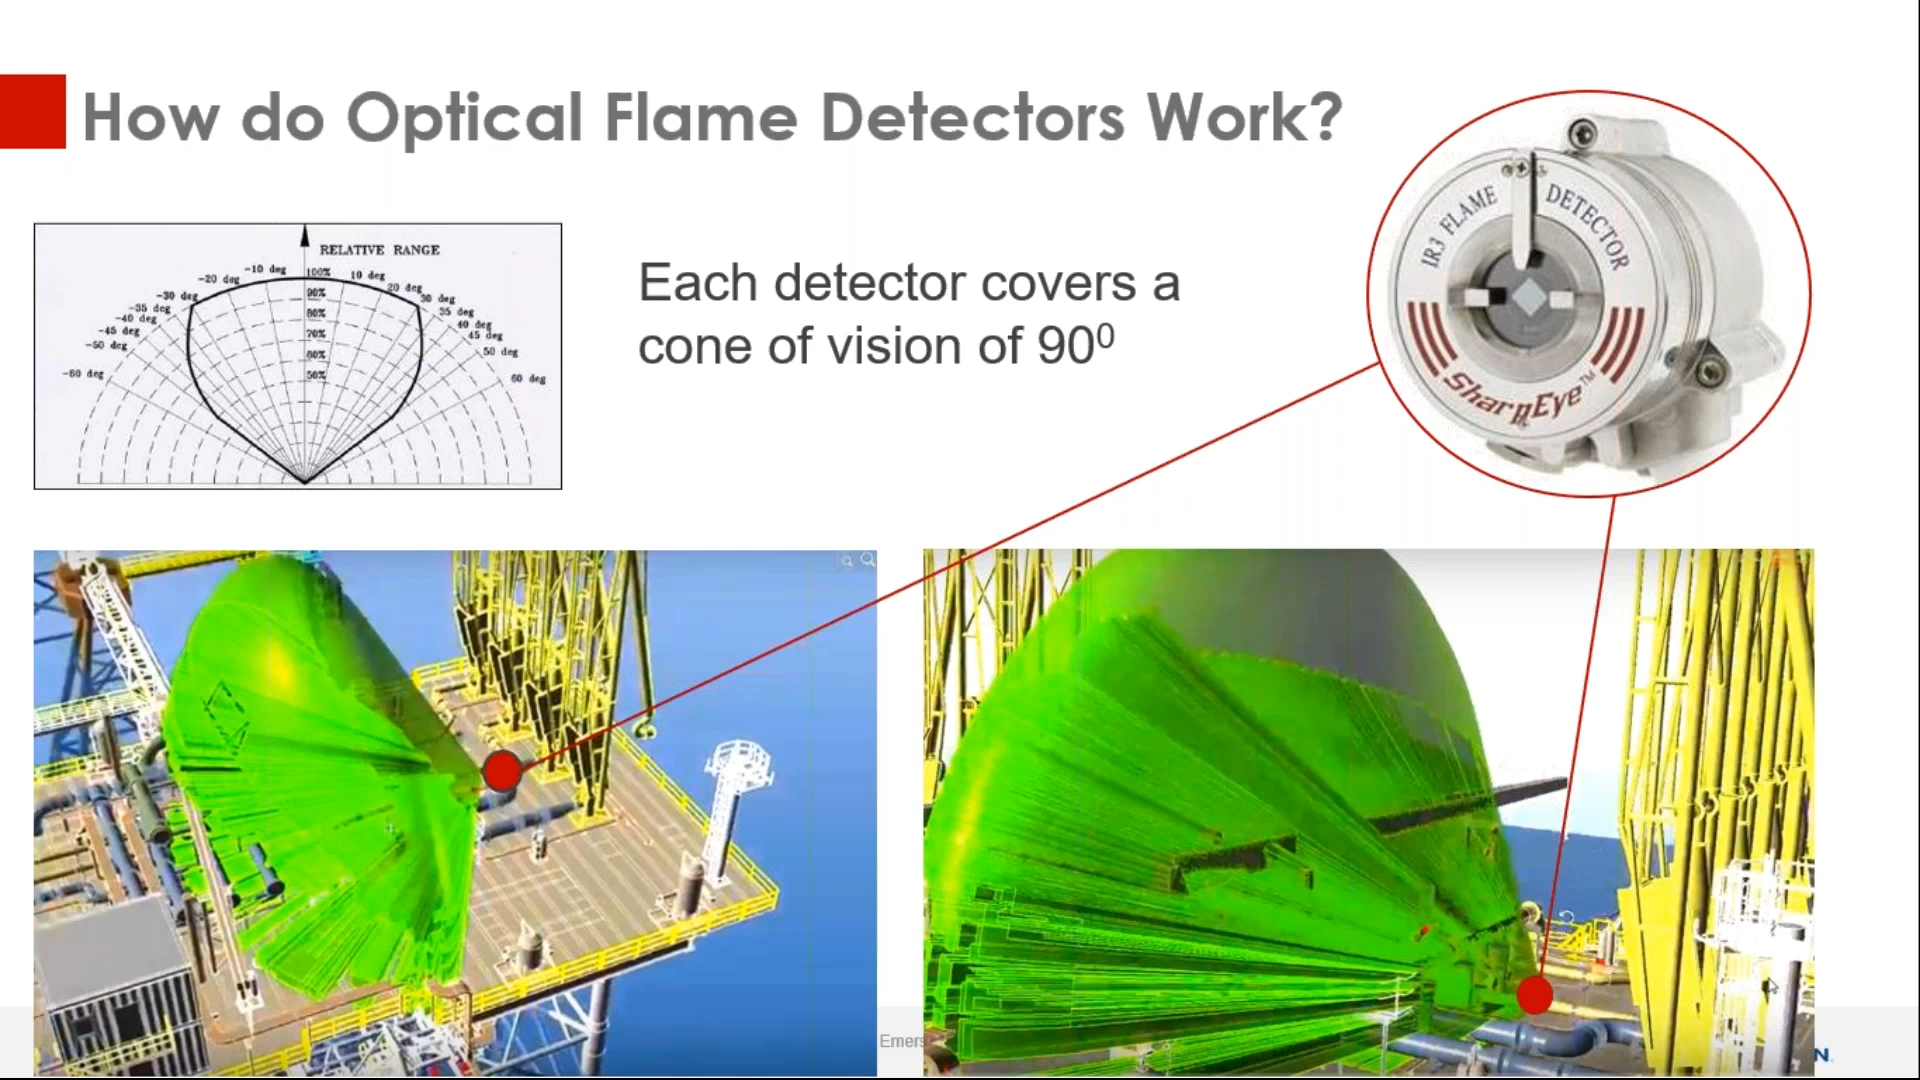 How do Optical Flame Detectors Work?
RELATIVE RANGE
-60 deg
-50 deg
-45 deg
-40 deg
-35 deg
-30 deg
-20 deg
-10 deg
100%
10 deg
20 deg
30 deg
35 deg
40 deg
45 deg
50 deg
60 deg
90%
80%
70%
60%
50%
Each detector covers a
cone of vision of 90⁰
IR3 FLAME DETECTOR
SharpEye™
Emers
N